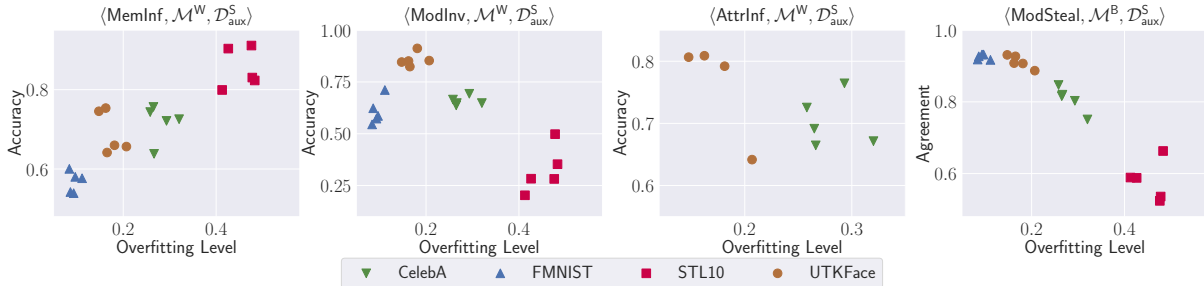 ⟨MemInf, 𝓜^W, 𝓓^S_aux⟩
Accuracy
0.8
0.6
0.2 0.4
Overfitting Level
⟨ModInv, 𝓜^W, 𝓓^S_aux⟩
Accuracy
1.00
0.75
0.50
0.25
0.2 0.4
Overfitting Level
⟨AttrInf, 𝓜^W, 𝓓^S_aux⟩
Accuracy
0.8
0.7
0.6
0.2 0.3
Overfitting Level
⟨ModSteal, 𝓜^B, 𝓓^S_aux⟩
Agreement
1.0
0.8
0.6
0.2 0.4
Overfitting Level
CelebA FMNIST STL10 UTKFace